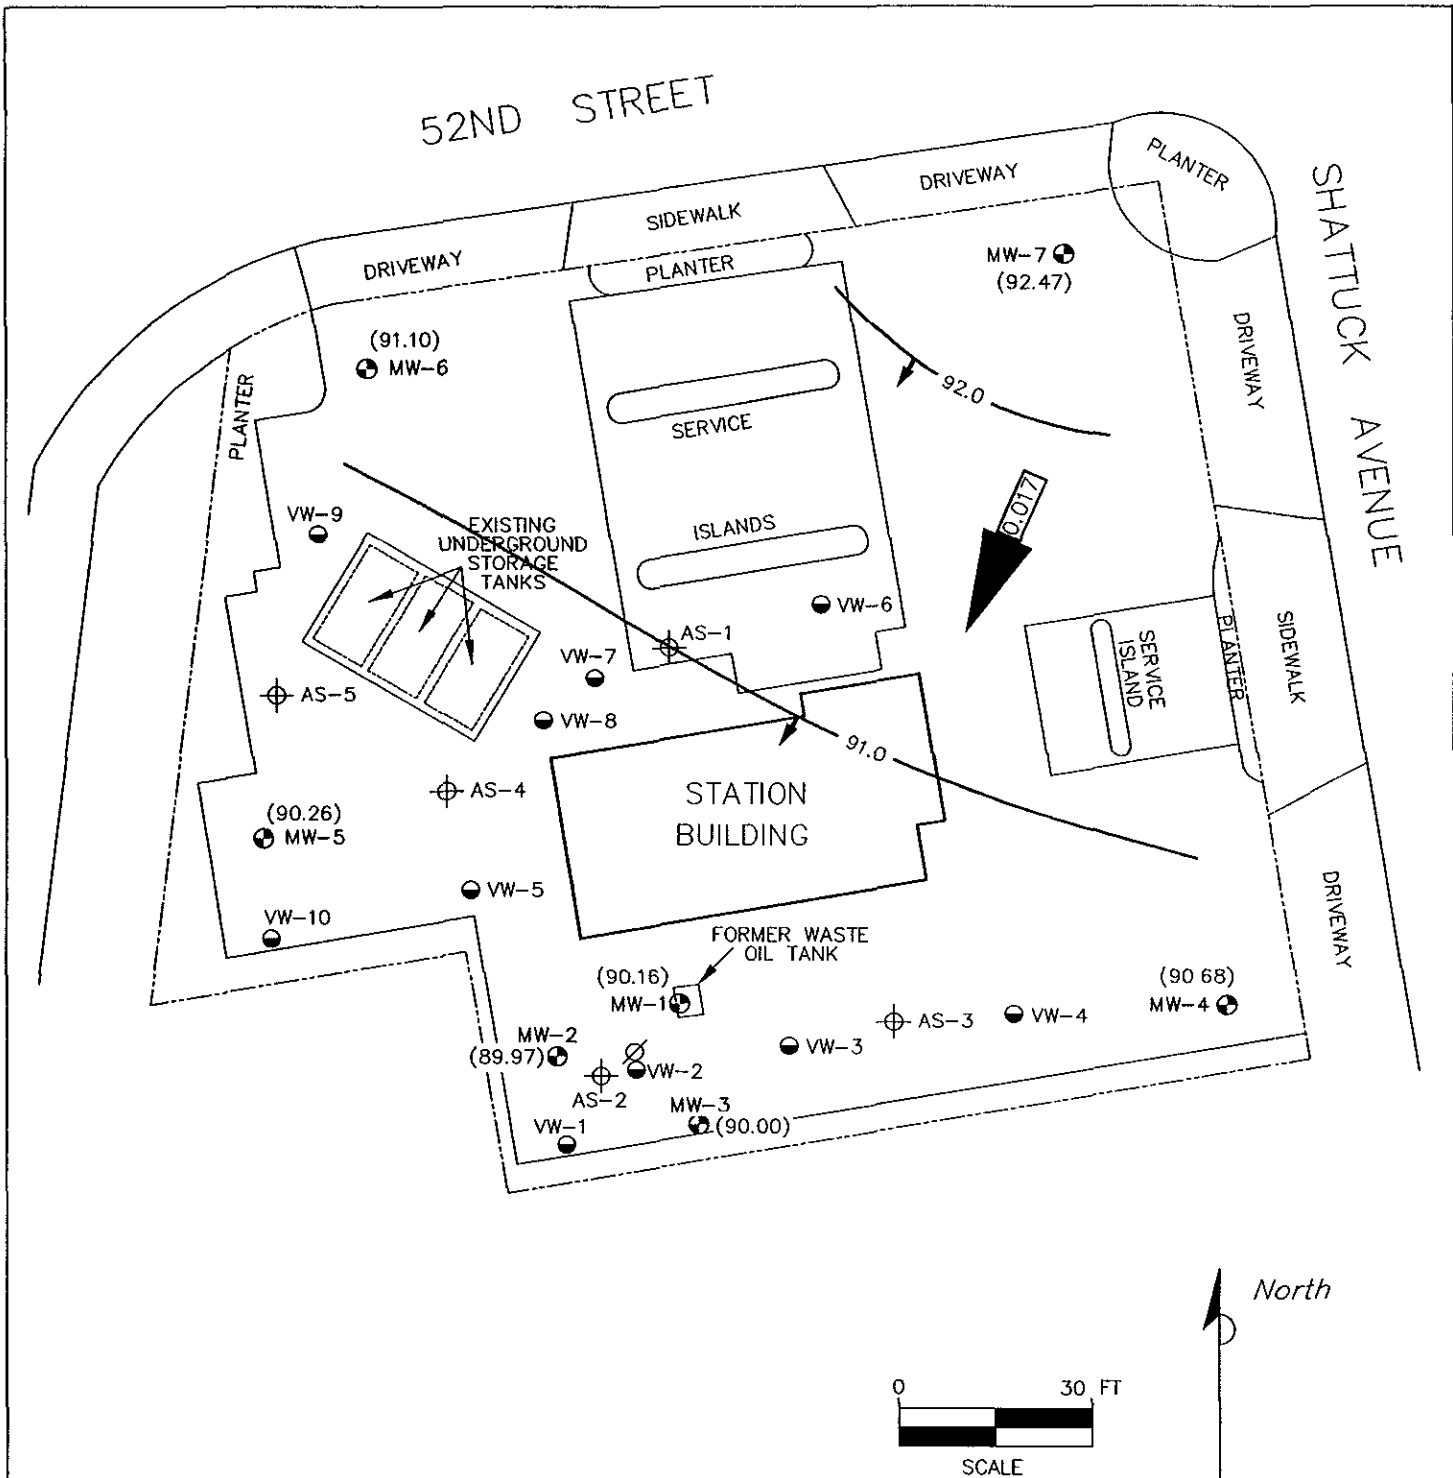 52ND STREET
SHATTUCK AVENUE
PLANTER
DRIVEWAY
SIDEWALK
DRIVEWAY
PLANTER
MW-7
(92.47)
(91.10)
MW-6
PLANTER
DRIVEWAY
92.0
SERVICE
ISLANDS
0.017
VW-9
EXISTING
UNDERGROUND
STORAGE
TANKS
VW-6
AS-1
VW-7
AS-5
VW-8
SERVICE
ISLAND
PLANTER
SIDEWALK
91.0
AS-4
STATION
BUILDING
(90.26)
MW-5
VW-5
VW-10
DRIVEWAY
FORMER WASTE
OIL TANK
(90.16)
MW-1
(90 68)
MW-4
AS-3
VW-4
VW-3
MW-2
(89.97)
VW-2
AS-2
MW-3
(90.00)
VW-1
North
0 30 FT
SCALE